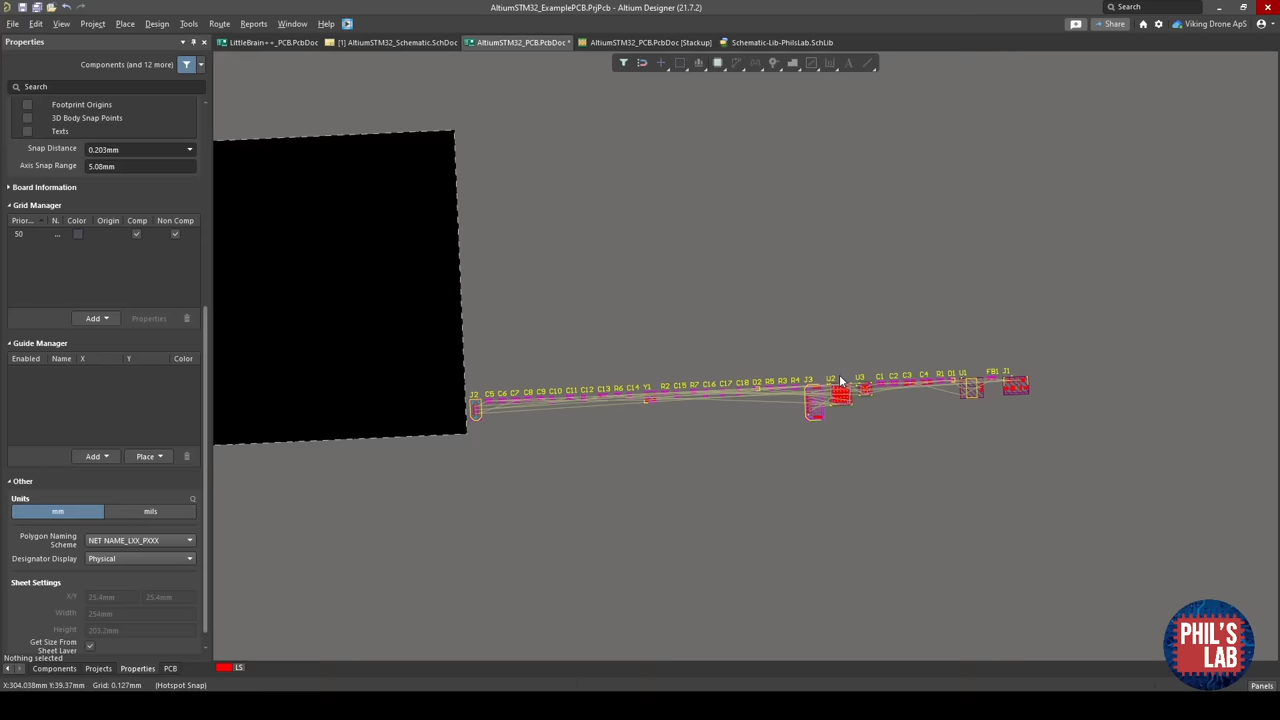 AltiumSTM32_ExamplePCB.PrjPcb - Altium Designer (21.7.2)
Search
File Edit View Project Place Design Tools Route Reports Window Help
Share
Viking Drone ApS
Properties
LittleBrain++_PCB.PcbDoc
[1] AltiumSTM32_Schematic.SchDoc
AltiumSTM32_PCB.PcbDoc *
AltiumSTM32_PCB.PcbDoc [Stackup]
Schematic-Lib-PhilsLab.SchLib
Components (and 12 more)
Search
Footprint Origins
3D Body Snap Points
Texts
Snap Distance 0.203mm
Axis Snap Range 5.08mm
Board Information
Grid Manager
Prior... N. Color Origin Comp Non Comp
50 ...
Add Properties
Guide Manager
Enabled Name X Y Color
Add Place
Other
Units
mm mils
Polygon Naming Scheme NET NAME_LXX_PXXX
Designator Display Physical
Sheet Settings
X/Y 25.4mm 25.4mm
Width 254mm
Height 203.2mm
Get Size From Sheet Layer
Nothing selected
Components Projects Properties PCB
LS
X:304.038mm Y:39.37mm Grid: 0.127mm (Hotspot Snap)
Panels
J2 C5 C6 C7 C8 C9 C10 C11 C12 C13 R6 C14 Y1 R2 C15 R7 C16 C17 C18 D2 R5 R3 R4 J3 U2 U3 C1 C2 C3 C4 R1 D1 U1 FB1 J1
PHIL'S
LAB